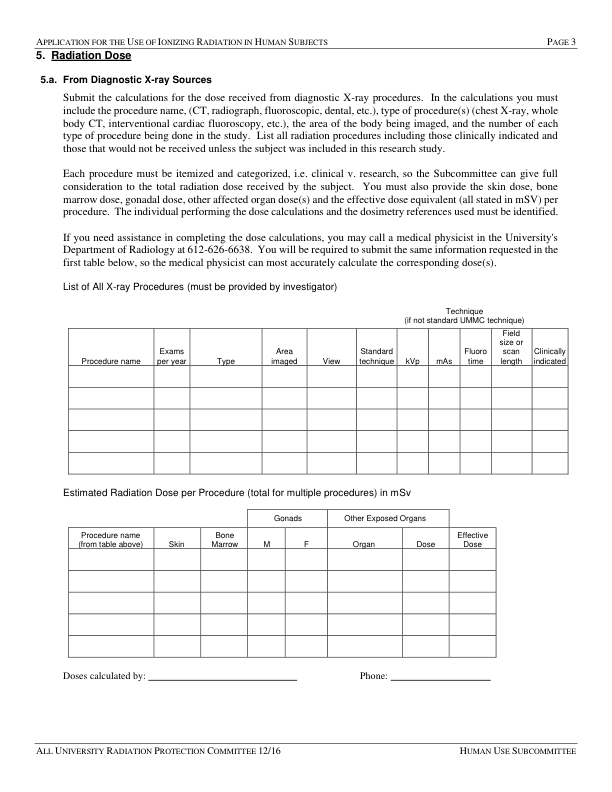 APPLICATION FOR THE USE OF IONIZING RADIATION IN HUMAN SUBJECTS PAGE 3
5. Radiation Dose
5.a. From Diagnostic X-ray Sources
Submit the calculations for the dose received from diagnostic X-ray procedures. In the calculations you must
include the procedure name, (CT, radiograph, fluoroscopic, dental, etc.), type of procedure(s) (chest X-ray, whole
body CT, interventional cardiac fluoroscopy, etc.), the area of the body being imaged, and the number of each
type of procedure being done in the study. List all radiation procedures including those clinically indicated and
those that would not be received unless the subject was included in this research study.
Each procedure must be itemized and categorized, i.e. clinical v. research, so the Subcommittee can give full
consideration to the total radiation dose received by the subject. You must also provide the skin dose, bone
marrow dose, gonadal dose, other affected organ dose(s) and the effective dose equivalent (all stated in mSV) per
procedure. The individual performing the dose calculations and the dosimetry references used must be identified.
If you need assistance in completing the dose calculations, you may call a medical physicist in the University's
Department of Radiology at 612-626-6638. You will be required to submit the same information requested in the
first table below, so the medical physicist can most accurately calculate the corresponding dose(s).
List of All X-ray Procedures (must be provided by investigator)
Technique
(if not standard UMMC technique)
Procedure name
Exams
per year
Type
Area
imaged
View
Standard
technique
kVp
mAs
Fluoro
time
Field
size or
scan
length
Clinically
indicated
Estimated Radiation Dose per Procedure (total for multiple procedures) in mSv
Gonads
Other Exposed Organs
Procedure name
(from table above)
Skin
Bone
Marrow
M
F
Organ
Dose
Effective
Dose
Doses calculated by: Phone:
ALL UNIVERSITY RADIATION PROTECTION COMMITTEE 12/16 HUMAN USE SUBCOMMITTEE